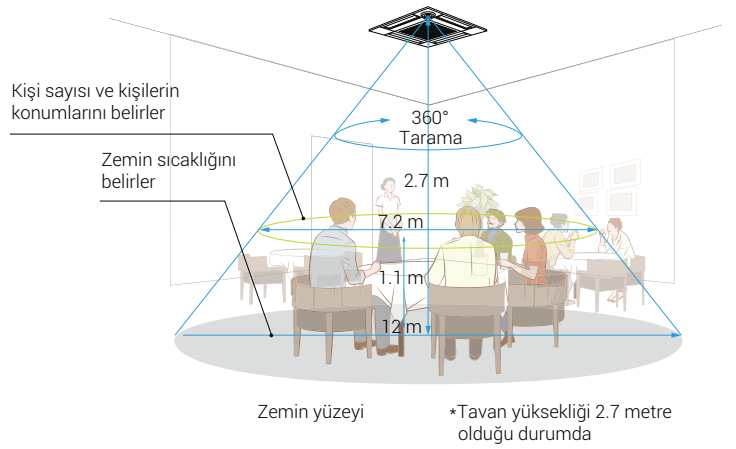 Kişi sayısı ve kişilerin
konumlarını belirler
Zemin sıcaklığını
belirler
360°
Tarama
2.7 m
7.2 m
1.1 m
12 m
Zemin yüzeyi
*Tavan yüksekliği 2.7 metre
olduğu durumda